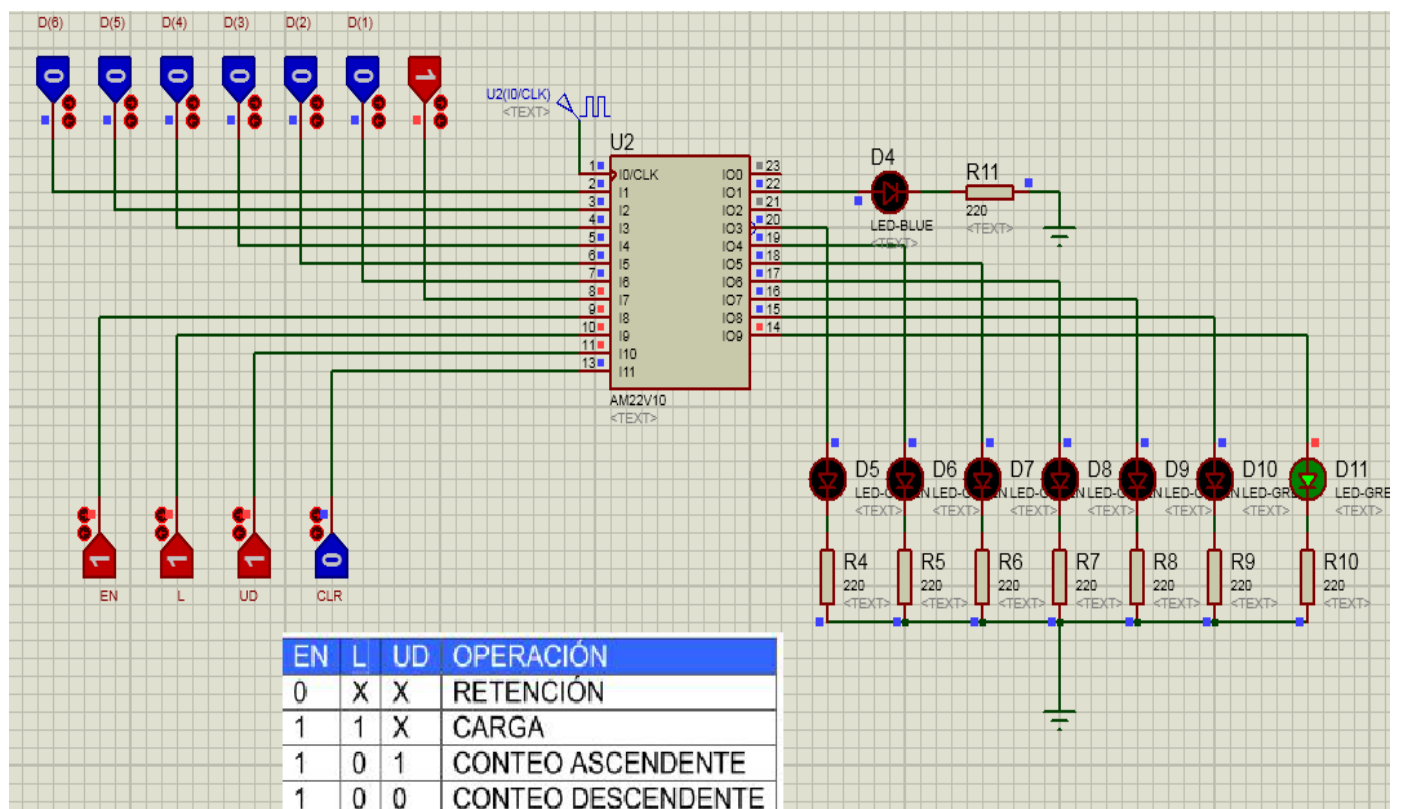 D(6) D(5) D(4) D(3) D(2) D(1)
0 0 0 0 0 0 1
U2(I0/CLK)
<TEXT>
U2
1 I0/CLK IO0 23
2 I1 IO1 22
3 I2 IO2 21
4 I3 IO3 20
5 I4 IO4 19
6 I5 IO5 18
7 I6 IO6 17
8 I7 IO7 16
9 I8 IO8 15
10 I9 IO9 14
11 I10
13 I11
AM22V10
<TEXT>
D4
LED-BLUE
<TEXT>
R11
220
<TEXT>
D5 D6 D7 D8 D9 D10 D11
<TEXT> <TEXT> <TEXT> <TEXT> <TEXT> <TEXT> <TEXT>
R4 R5 R6 R7 R8 R9 R10
220 220 220 220 220 220 220
<TEXT> <TEXT> <TEXT> <TEXT> <TEXT> <TEXT> <TEXT>
1 1 1 0
EN L UD CLR
EN L UD OPERACIÓN
0 X X RETENCIÓN
1 1 X CARGA
1 0 1 CONTEO ASCENDENTE
1 0 0 CONTEO DESCENDENTE